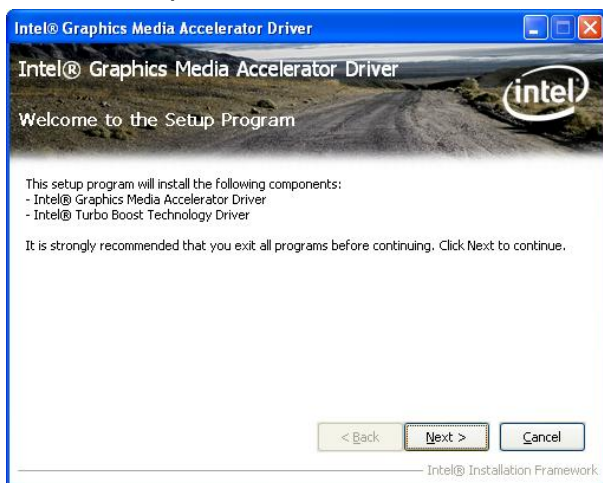 Intel® Graphics Media Accelerator Driver
Intel® Graphics Media Accelerator Driver
intel
Welcome to the Setup Program
This setup program will install the following components:
- Intel® Graphics Media Accelerator Driver
- Intel® Turbo Boost Technology Driver
It is strongly recommended that you exit all programs before continuing. Click Next to continue.
< Back
Next >
Cancel
Intel® Installation Framework